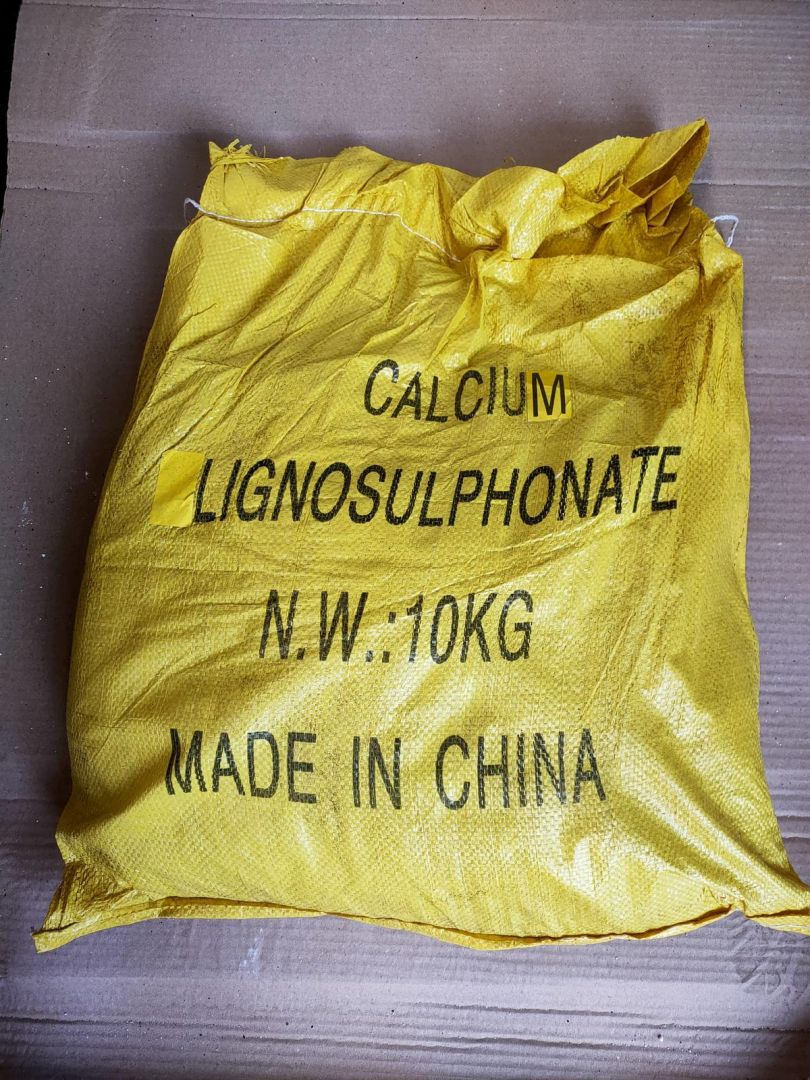 CALCIUM
LIGNOSULPHONATE
N.W.:10KG
MADE IN CHINA